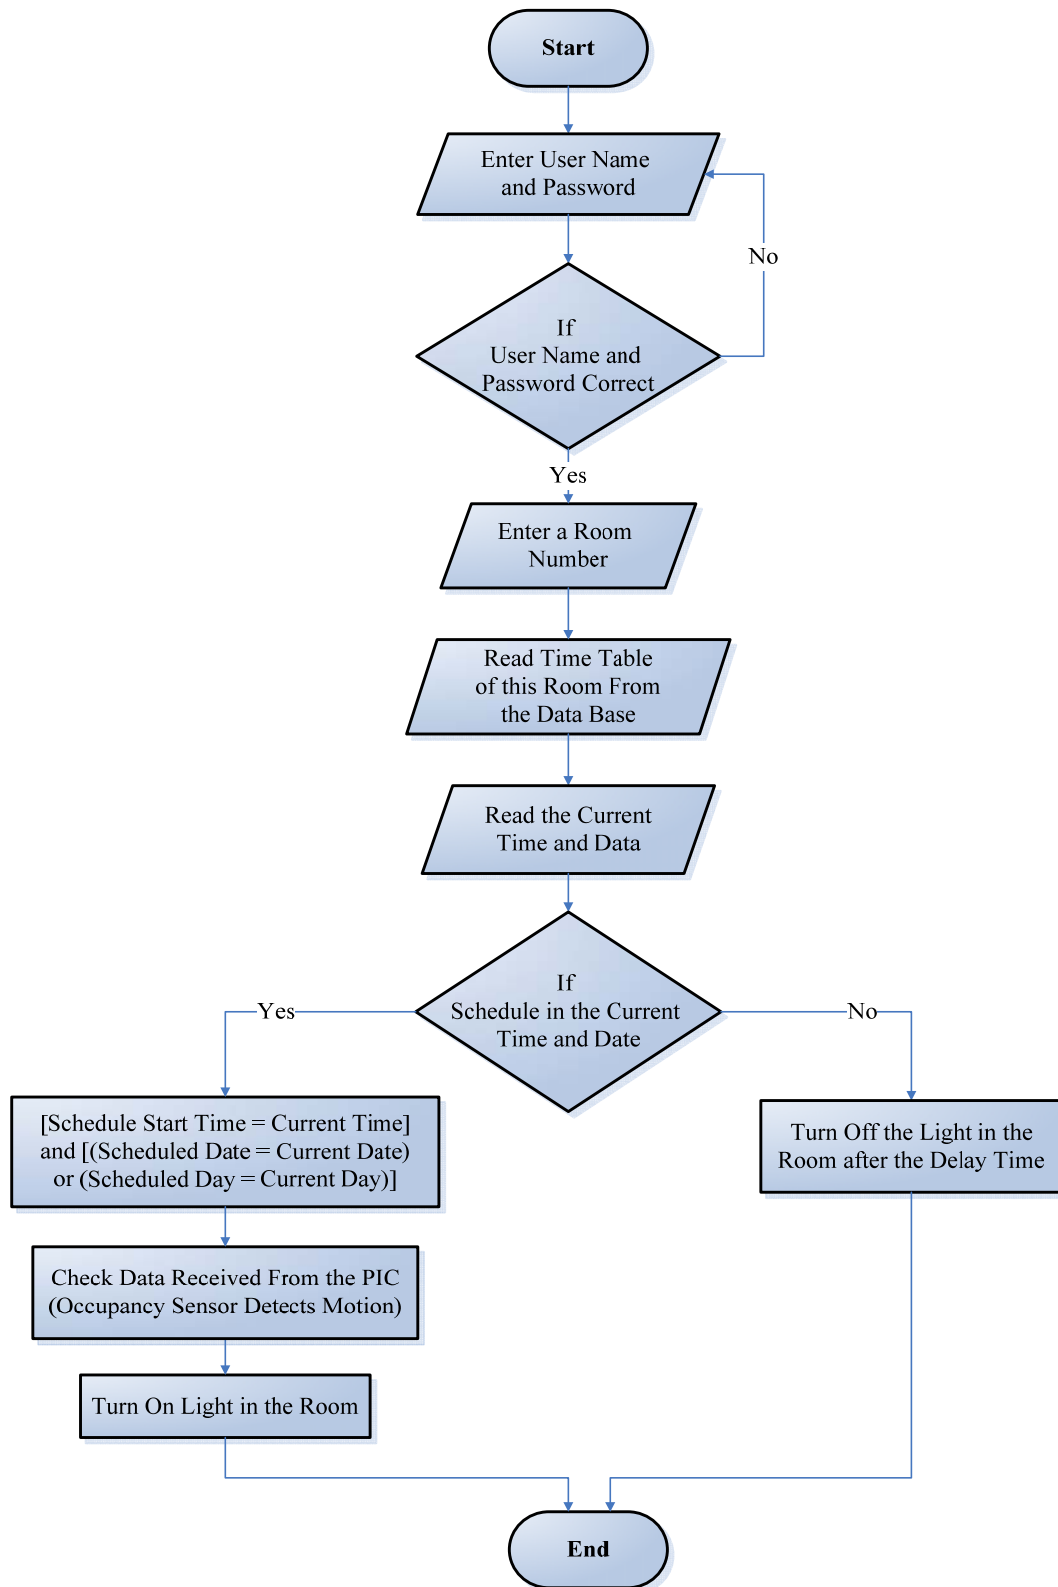 Start
Enter User Name
and Password
No
If
User Name and
Password Correct
Yes
Enter a Room
Number
Read Time Table
of this Room From
the Data Base
Read the Current
Time and Data
If
Schedule in the Current
Time and Date
Yes
No
[Schedule Start Time = Current Time]
and [(Scheduled Date = Current Date)
or (Scheduled Day = Current Day)]
Turn Off the Light in the
Room after the Delay Time
Check Data Received From the PIC
(Occupancy Sensor Detects Motion)
Turn On Light in the Room
End